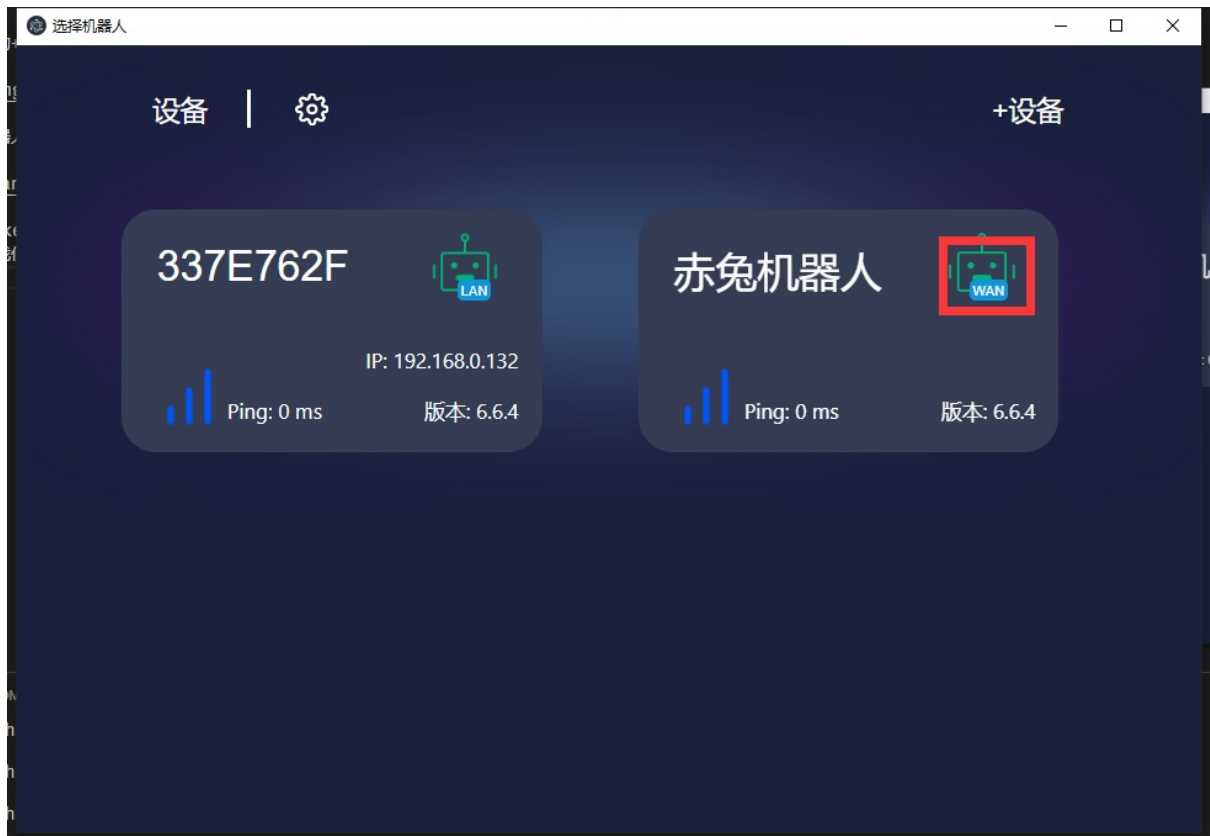 选择机器人
设备
+设备
337E762F
LAN
IP: 192.168.0.132
Ping: 0 ms
版本: 6.6.4
赤兔机器人
WAN
Ping: 0 ms
版本: 6.6.4